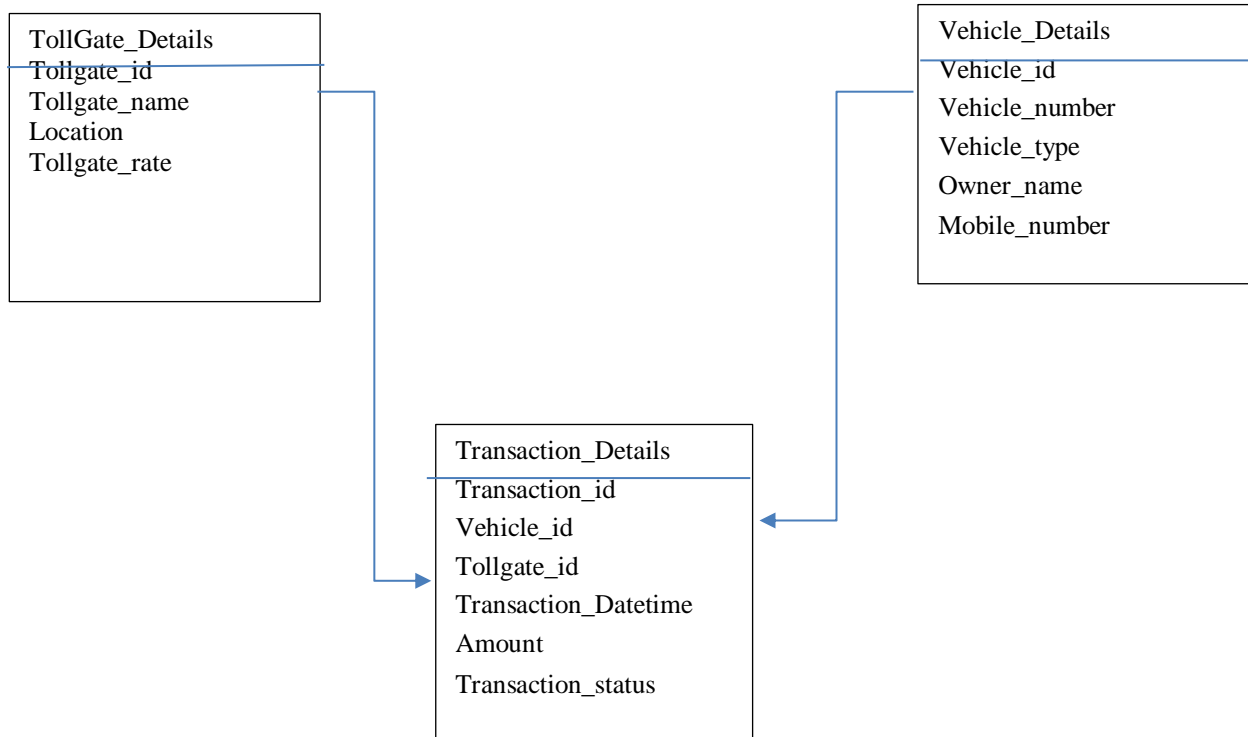 TollGate_Details
Tollgate_id
Tollgate_name
Location
Tollgate_rate
Vehicle_Details
Vehicle_id
Vehicle_number
Vehicle_type
Owner_name
Mobile_number
Transaction_Details
Transaction_id
Vehicle_id
Tollgate_id
Transaction_Datetime
Amount
Transaction_status